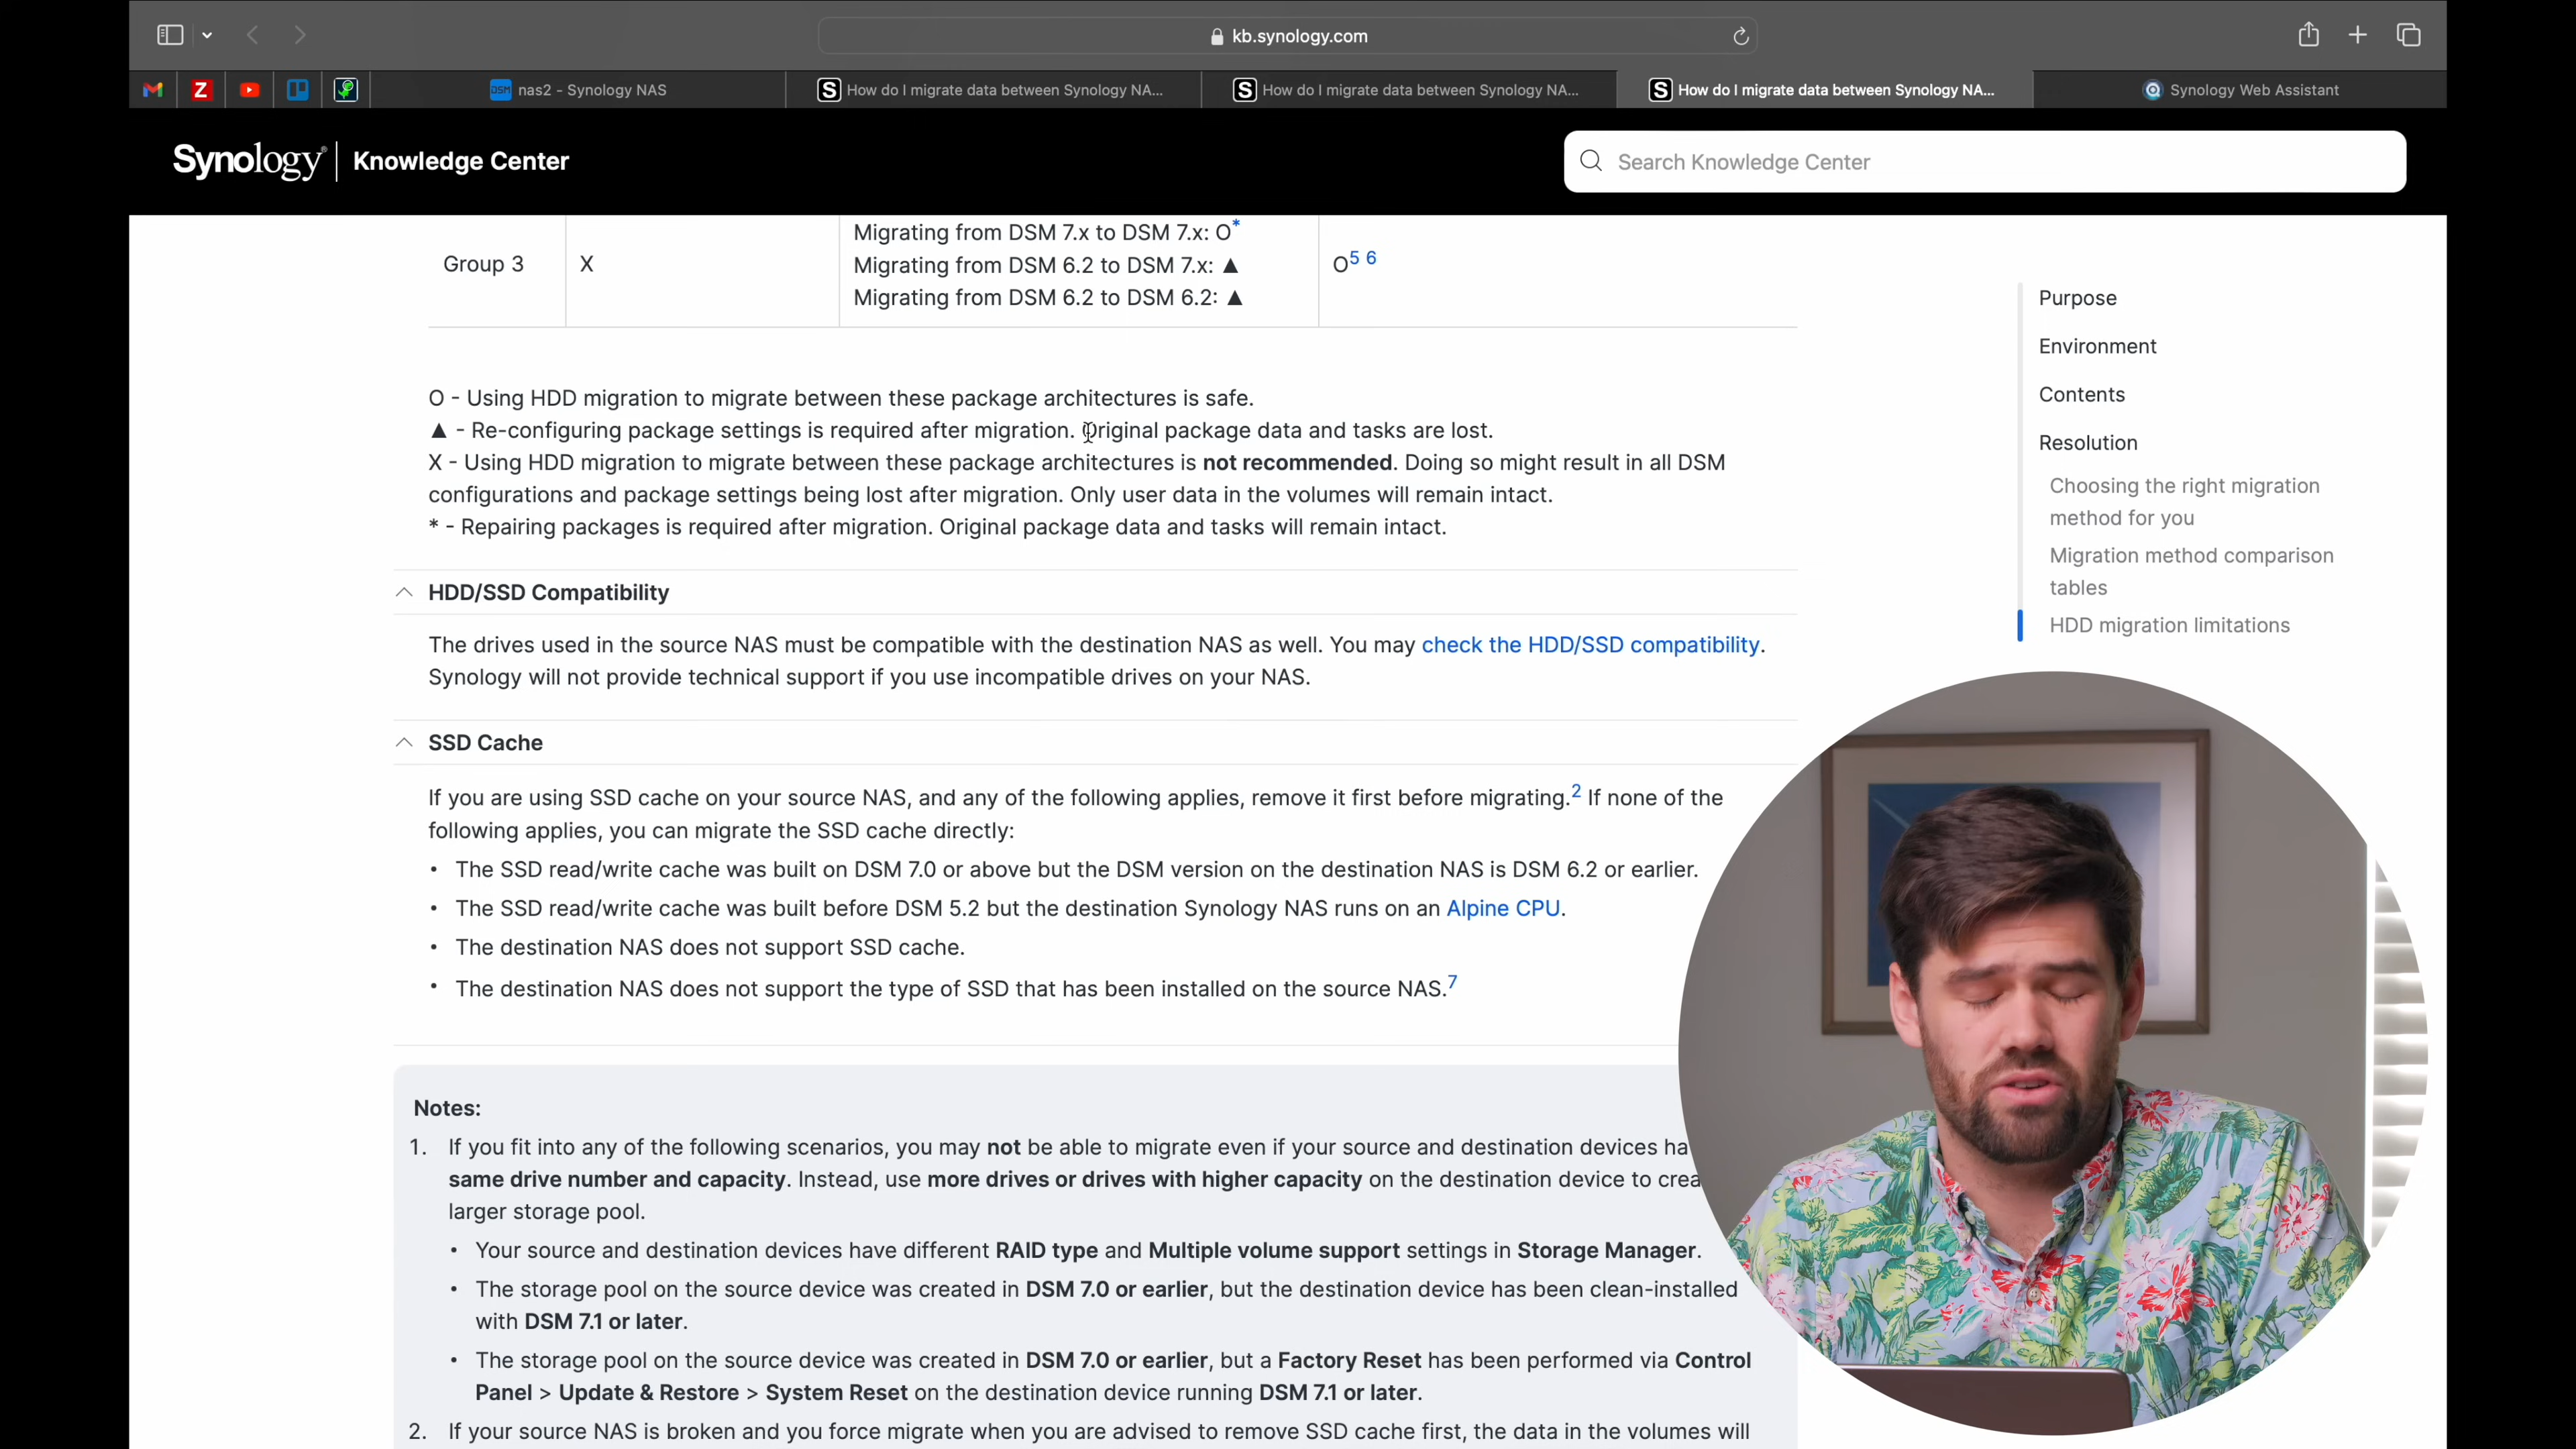 kb.synology.com
nas2 - Synology NAS
How do I migrate data between Synology NA...
How do I migrate data between Synology NA...
How do I migrate data between Synology NA...
Synology Web Assistant
Synology | Knowledge Center
Search Knowledge Center
Migrating from DSM 7.x to DSM 7.x: O*
Group 3 X Migrating from DSM 6.2 to DSM 7.x: ▲ O5 6
Migrating from DSM 6.2 to DSM 6.2: ▲
O - Using HDD migration to migrate between these package architectures is safe.
▲ - Re-configuring package settings is required after migration. Original package data and tasks are lost.
X - Using HDD migration to migrate between these package architectures is not recommended. Doing so might result in all DSM
configurations and package settings being lost after migration. Only user data in the volumes will remain intact.
* - Repairing packages is required after migration. Original package data and tasks will remain intact.
HDD/SSD Compatibility
The drives used in the source NAS must be compatible with the destination NAS as well. You may check the HDD/SSD compatibility.
Synology will not provide technical support if you use incompatible drives on your NAS.
SSD Cache
If you are using SSD cache on your source NAS, and any of the following applies, remove it first before migrating.2 If none of the
following applies, you can migrate the SSD cache directly:
• The SSD read/write cache was built on DSM 7.0 or above but the DSM version on the destination NAS is DSM 6.2 or earlier.
• The SSD read/write cache was built before DSM 5.2 but the destination Synology NAS runs on an Alpine CPU.
• The destination NAS does not support SSD cache.
• The destination NAS does not support the type of SSD that has been installed on the source NAS.7
Notes:
1. If you fit into any of the following scenarios, you may not be able to migrate even if your source and destination devices
same drive number and capacity. Instead, use more drives or drives with higher capacity on the destination device to
larger storage pool.
• Your source and destination devices have different RAID type and Multiple volume support settings in Storage Manager.
• The storage pool on the source device was created in DSM 7.0 or earlier, but the destination device has been clean-installed
with DSM 7.1 or later.
• The storage pool on the source device was created in DSM 7.0 or earlier, but a Factory Reset has been performed via Control
Panel > Update & Restore > System Reset on the destination device running DSM 7.1 or later.
2. If your source NAS is broken and you force migrate when you are advised to remove SSD cache first, the data in the volumes will
Purpose
Environment
Contents
Resolution
Choosing the right migration
method for you
Migration method comparison
tables
HDD migration limitations